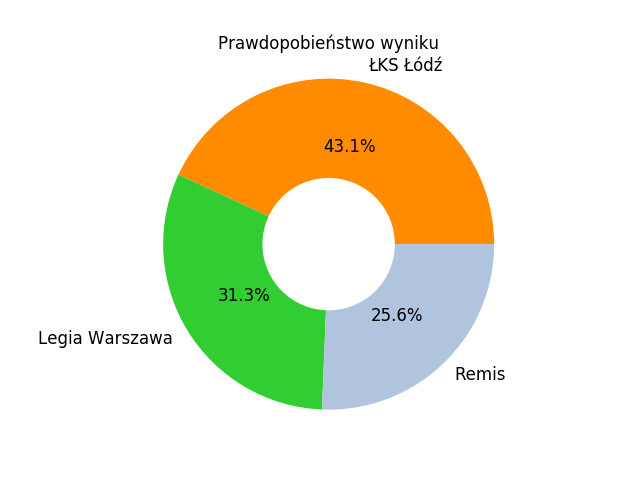 Prawdopobieństwo wyniku
ŁKS Łódź
43.1%
31.3%
25.6%
Legia Warszawa
Remis